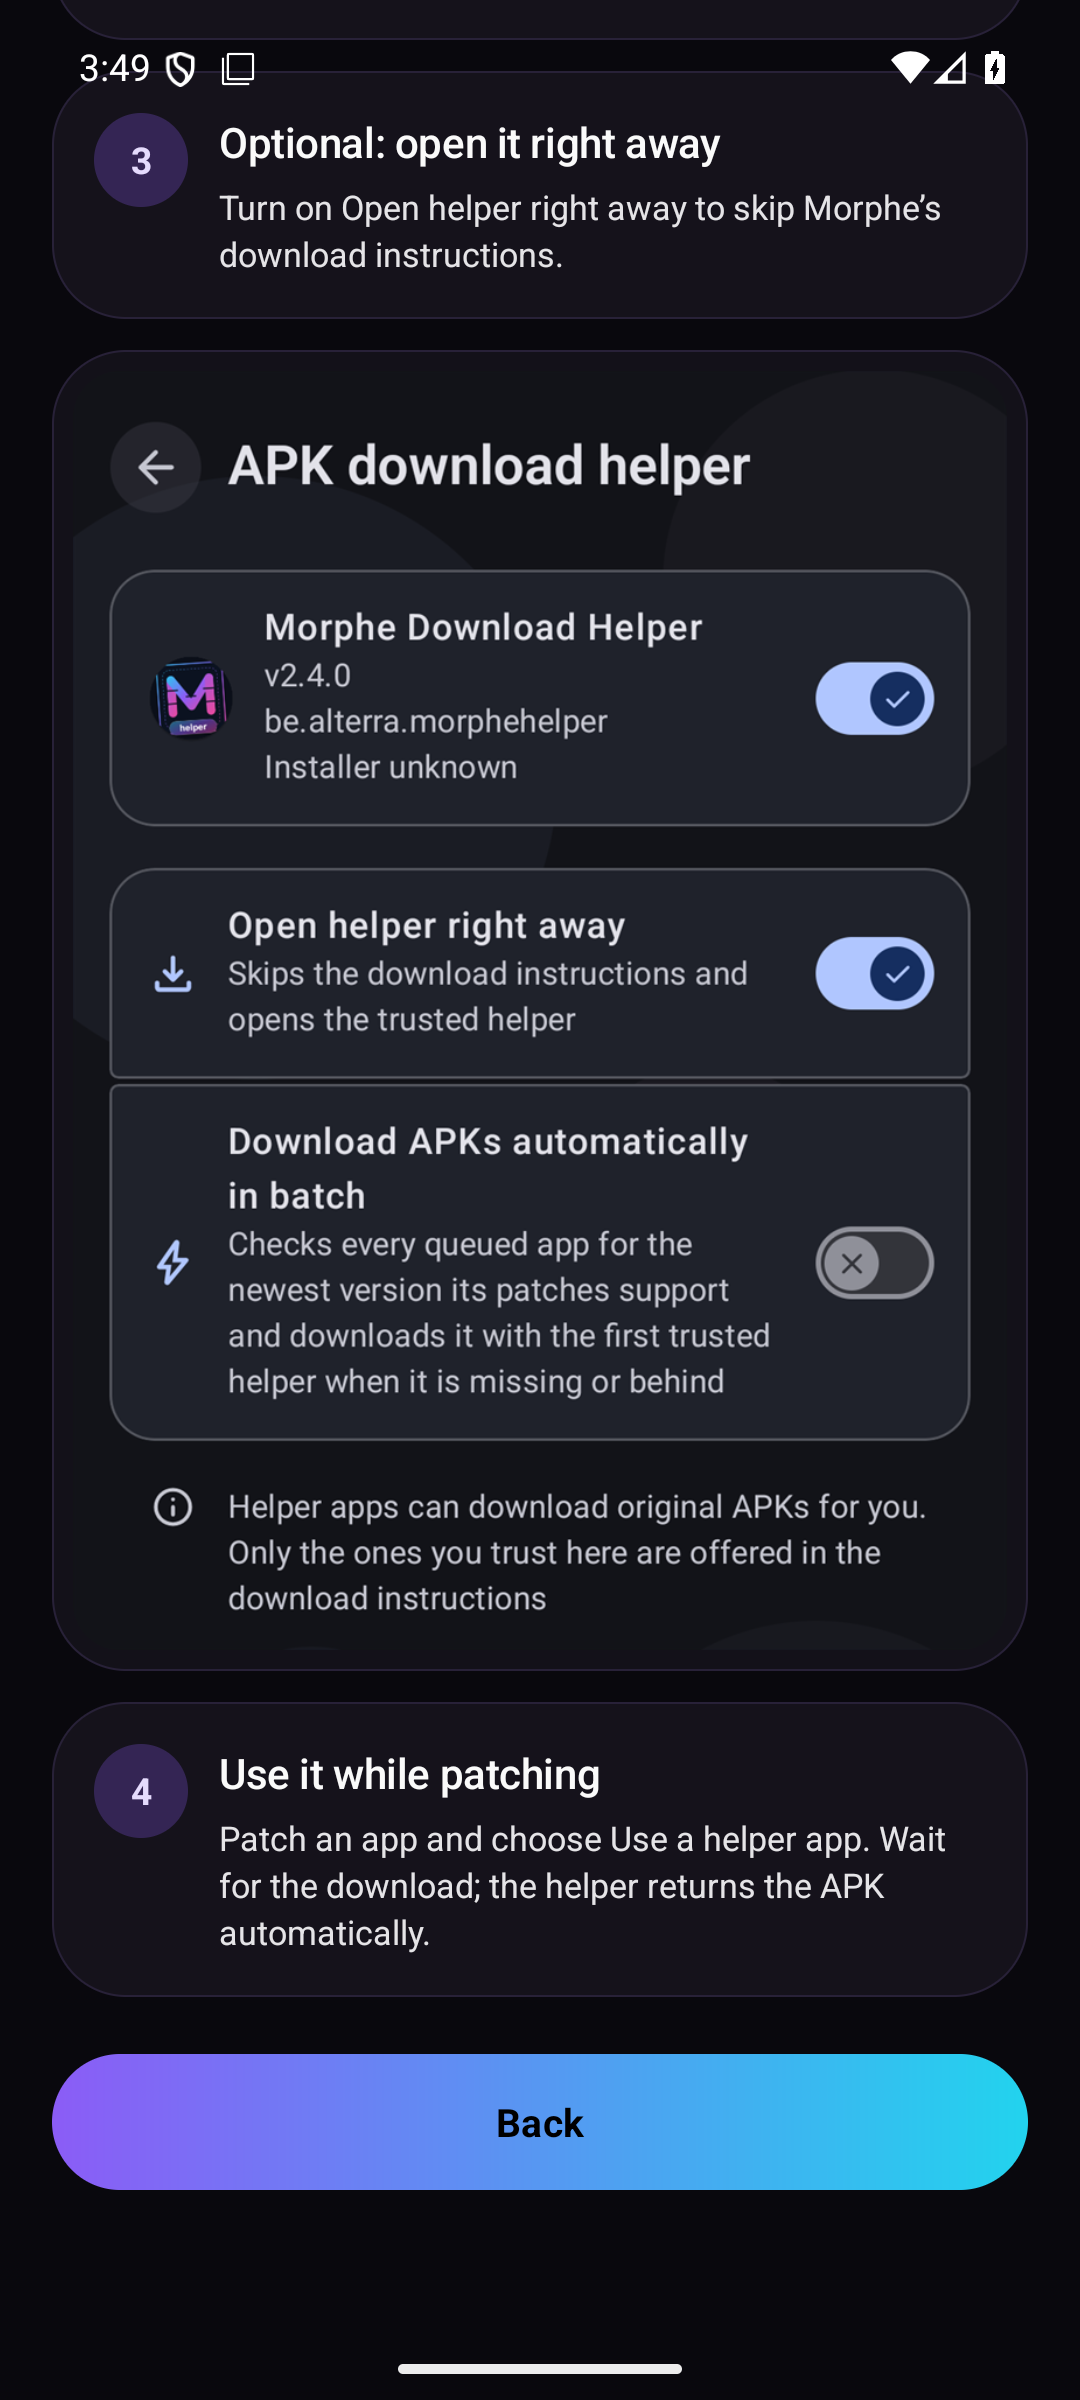 3:49
3
Optional: open it right away
Turn on Open helper right away to skip Morphe’s
download instructions.
APK download helper
Morphe Download Helper
v2.4.0
be.alterra.morphehelper
Installer unknown
helper
Open helper right away
Skips the download instructions and
opens the trusted helper
Download APKs automatically
in batch
Checks every queued app for the
newest version its patches support
and downloads it with the first trusted
helper when it is missing or behind
Helper apps can download original APKs for you.
Only the ones you trust here are offered in the
download instructions
4
Use it while patching
Patch an app and choose Use a helper app. Wait
for the download; the helper returns the APK
automatically.
Back